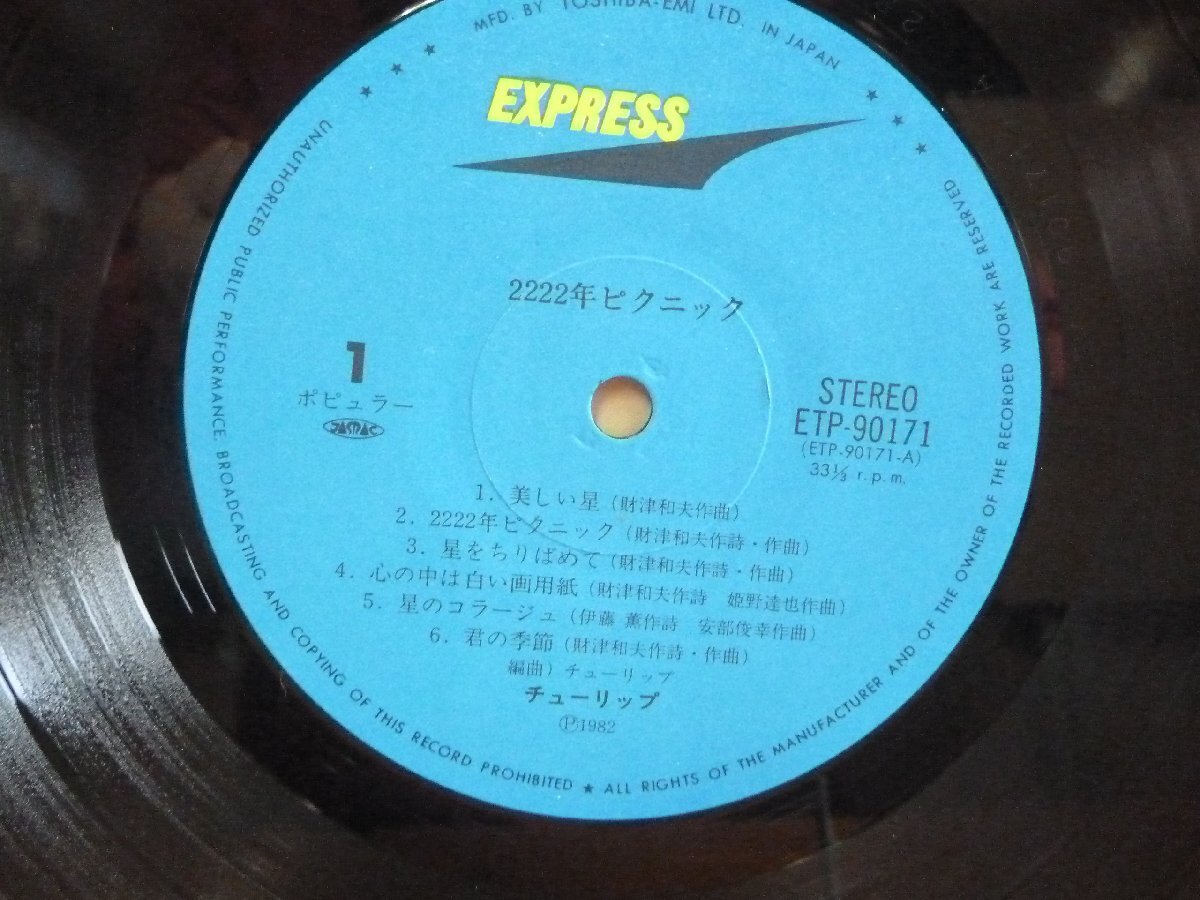 MFD. BY TOSHIBA-EMI LTD. IN JAPAN
EXPRESS
2222年ピクニック
1
ポピュラー
JASRAC
STEREO
ETP-90171
(ETP-90171-A)
33⅓ r.p.m.
1. 美しい星 (財津和夫作曲)
2. 2222年ピクニック (財津和夫作詩・作曲)
3. 星をちりばめて (財津和夫作詩・作曲)
4. 心の中は白い画用紙 (財津和夫作詩 姫野達也作曲)
5. 星のコラージュ (伊藤 薫作詩 安部俊幸作曲)
6. 君の季節 (財津和夫作詩・作曲)
編曲) チューリップ
チューリップ
Ⓟ1982
UNAUTHORIZED PUBLIC PERFORMANCE, BROADCASTING AND COPYING OF THIS RECORD PROHIBITED ★ ALL RIGHTS OF THE MANUFACTURER AND OF THE OWNER OF THE RECORDED WORK ARE RESERVED